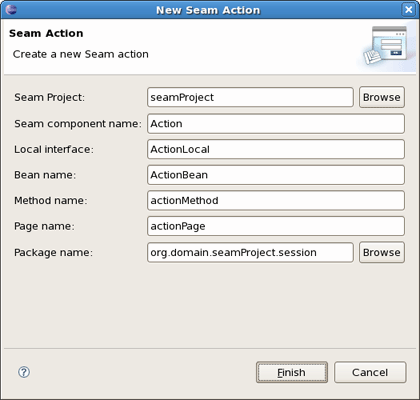 New Seam Action
Seam Action
Create a new Seam action
Seam Project: seamProject Browse
Seam component name: Action
Local interface: ActionLocal
Bean name: ActionBean
Method name: actionMethod
Page name: actionPage
Package name: org.domain.seamProject.session Browse
? Finish Cancel